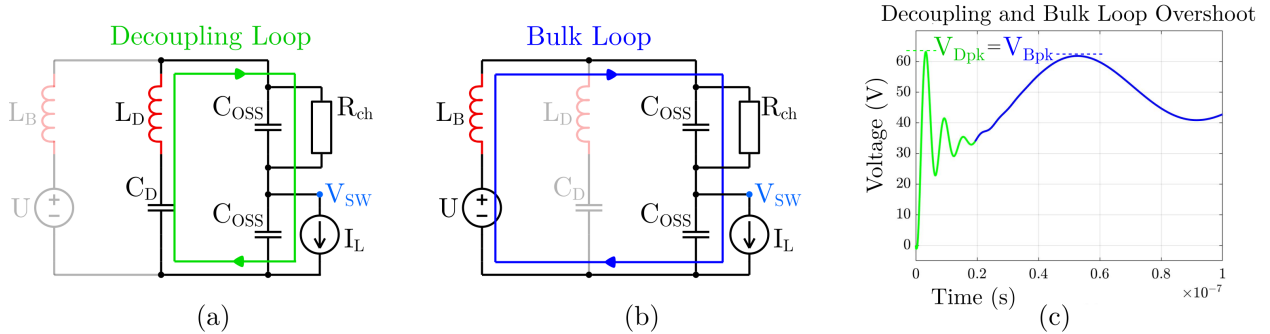 Decoupling Loop
L_B
L_D
C_OSS
R_ch
C_D
U
V_SW
C_OSS
I_L
(a)
Bulk Loop
L_B
L_D
C_OSS
R_ch
C_D
U
V_SW
C_OSS
I_L
(b)
Decoupling and Bulk Loop Overshoot
V_Dpk=V_Bpk
Voltage (V)
60
50
40
30
20
10
0
0
0.2
0.4
0.6
0.8
1
×10⁻⁷
Time (s)
(c)